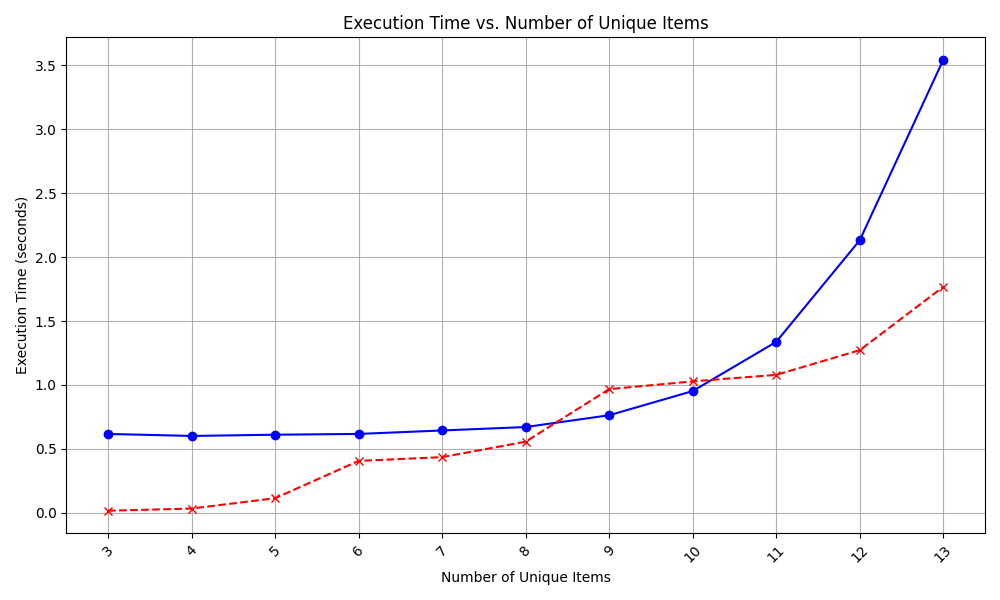 Execution Time vs. Number of Unique Items
Execution Time (seconds)
3.5
3.0
2.5
2.0
1.5
1.0
0.5
0.0
3 4 5 6 7 8 9 10 11 12 13
Number of Unique Items